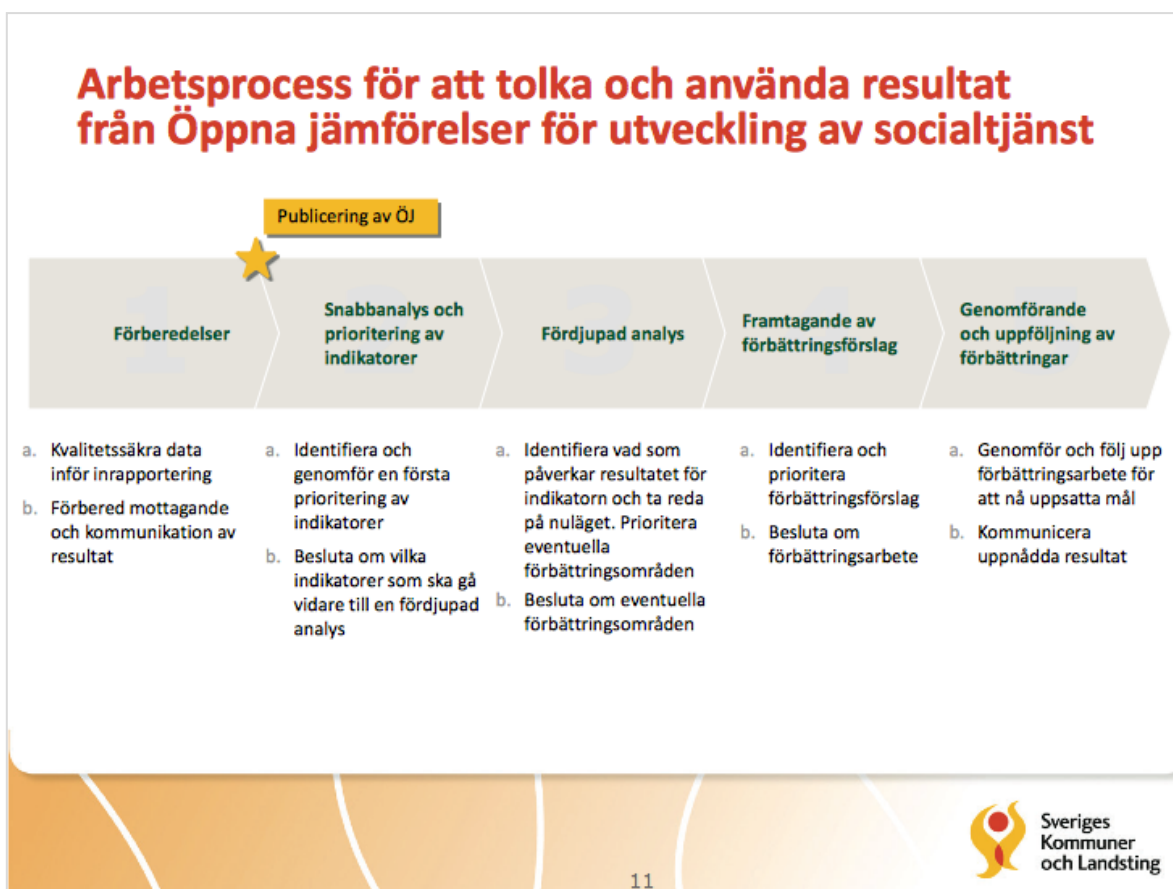 Arbetsprocess för att tolka och använda resultat
från Öppna jämförelser för utveckling av socialtjänst
Publicering av ÖJ
1
Förberedelser
Snabbanalys och
prioritering av
indikatorer
3
Fördjupad analys
4
Framtagande av
förbättringsförslag
Genomförande
och uppföljning av
förbättringar
a. Kvalitetssäkra data
inför inrapportering
b. Förbered mottagande
och kommunikation av
resultat
a. Identifiera och
genomför en första
prioritering av
indikatorer
b. Besluta om vilka
indikatorer som ska gå
vidare till en fördjupad
analys
a. Identifiera vad som
påverkar resultatet för
indikatorn och ta reda
på nuläget. Prioritera
eventuella
förbättringsområden
b. Besluta om eventuella
förbättringsområden
a. Identifiera och
prioritera
förbättringsförslag
b. Besluta om
förbättringsarbete
a. Genomför och följ upp
förbättringsarbete för
att nå uppsatta mål
b. Kommunicera
uppnådda resultat
11
Sveriges
Kommuner
och Landsting